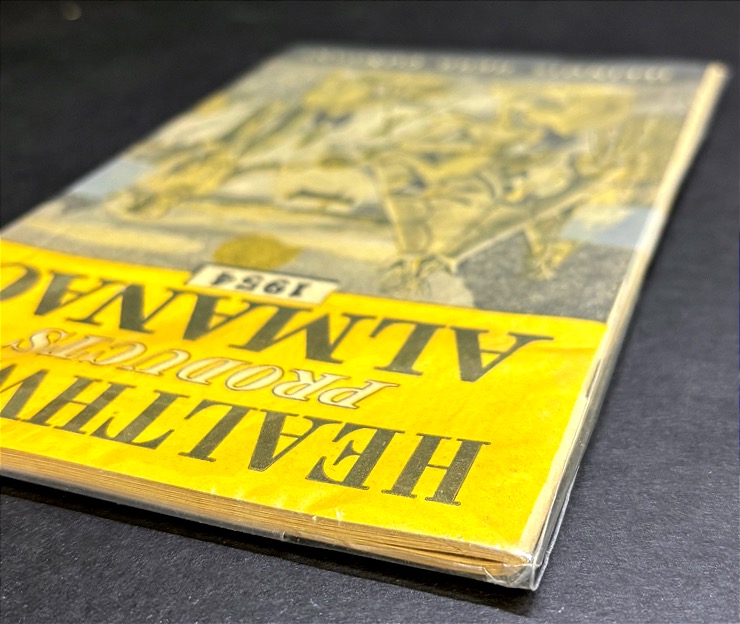 HEALTHW
PRODUCTS
ALMANAC
1954